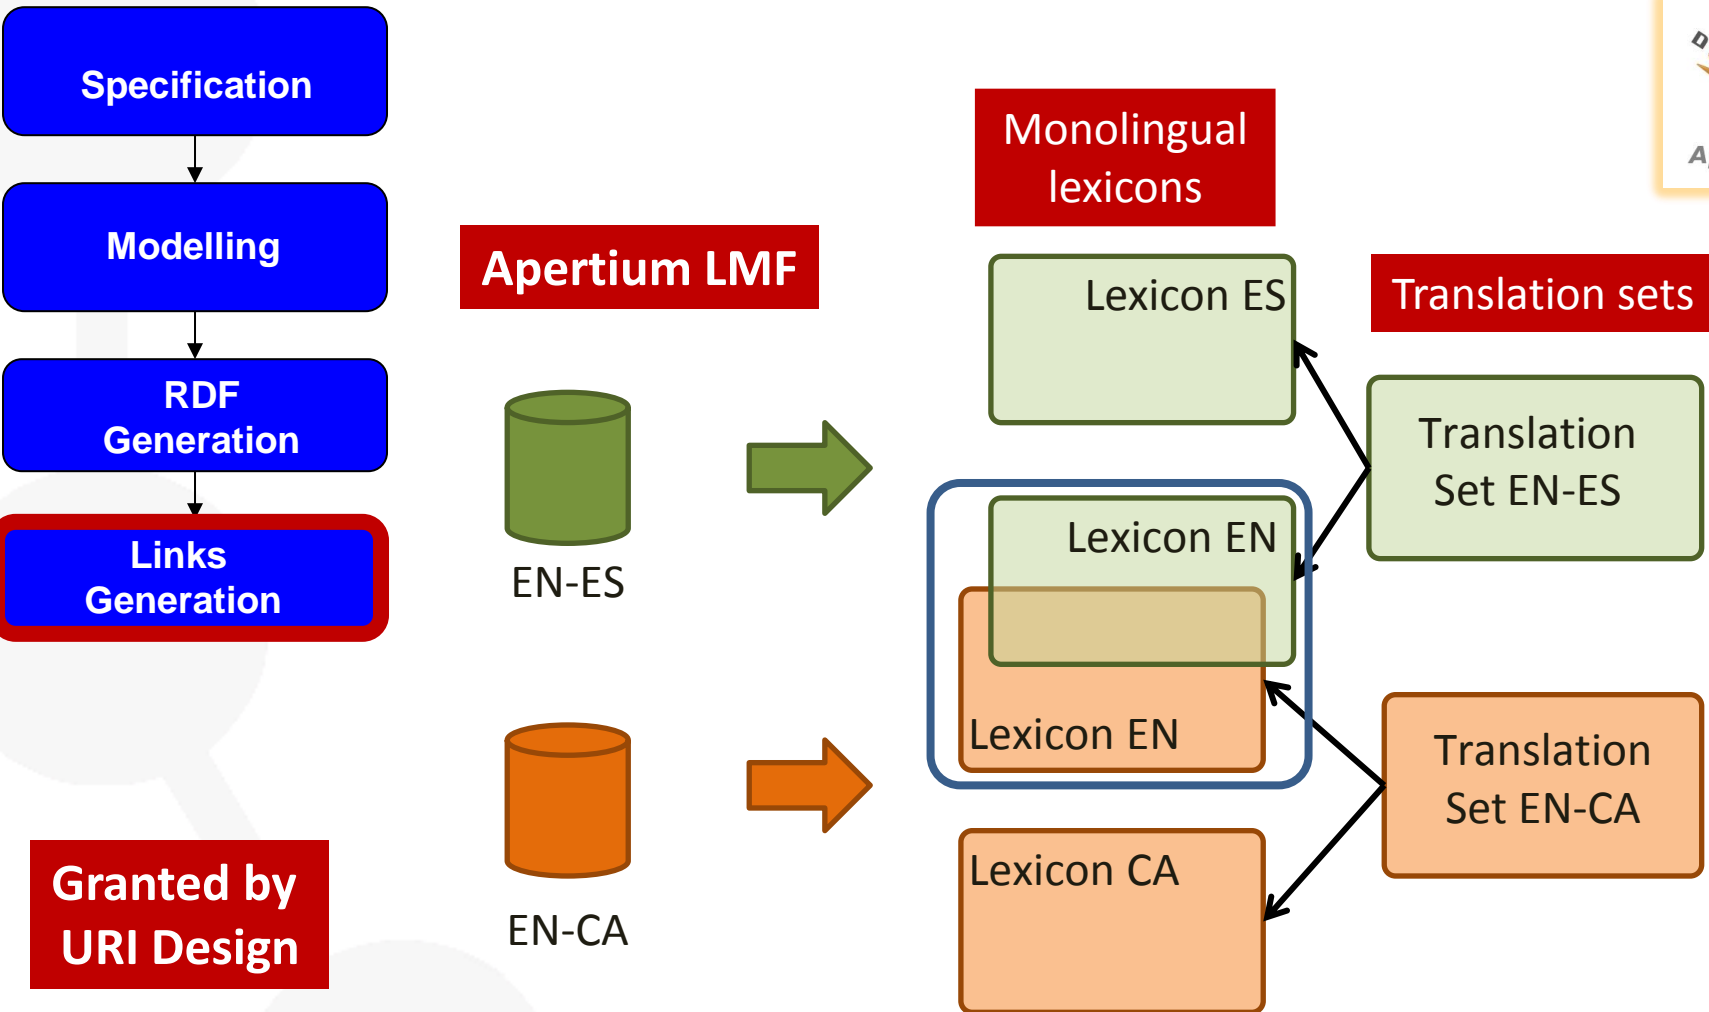 Specification
Modelling
RDF
Generation
Links
Generation
Granted by
URI Design
Apertium LMF
EN-ES
EN-CA
Monolingual
lexicons
Lexicon ES
Lexicon EN
Lexicon EN
Lexicon CA
Translation sets
Translation
Set EN-ES
Translation
Set EN-CA